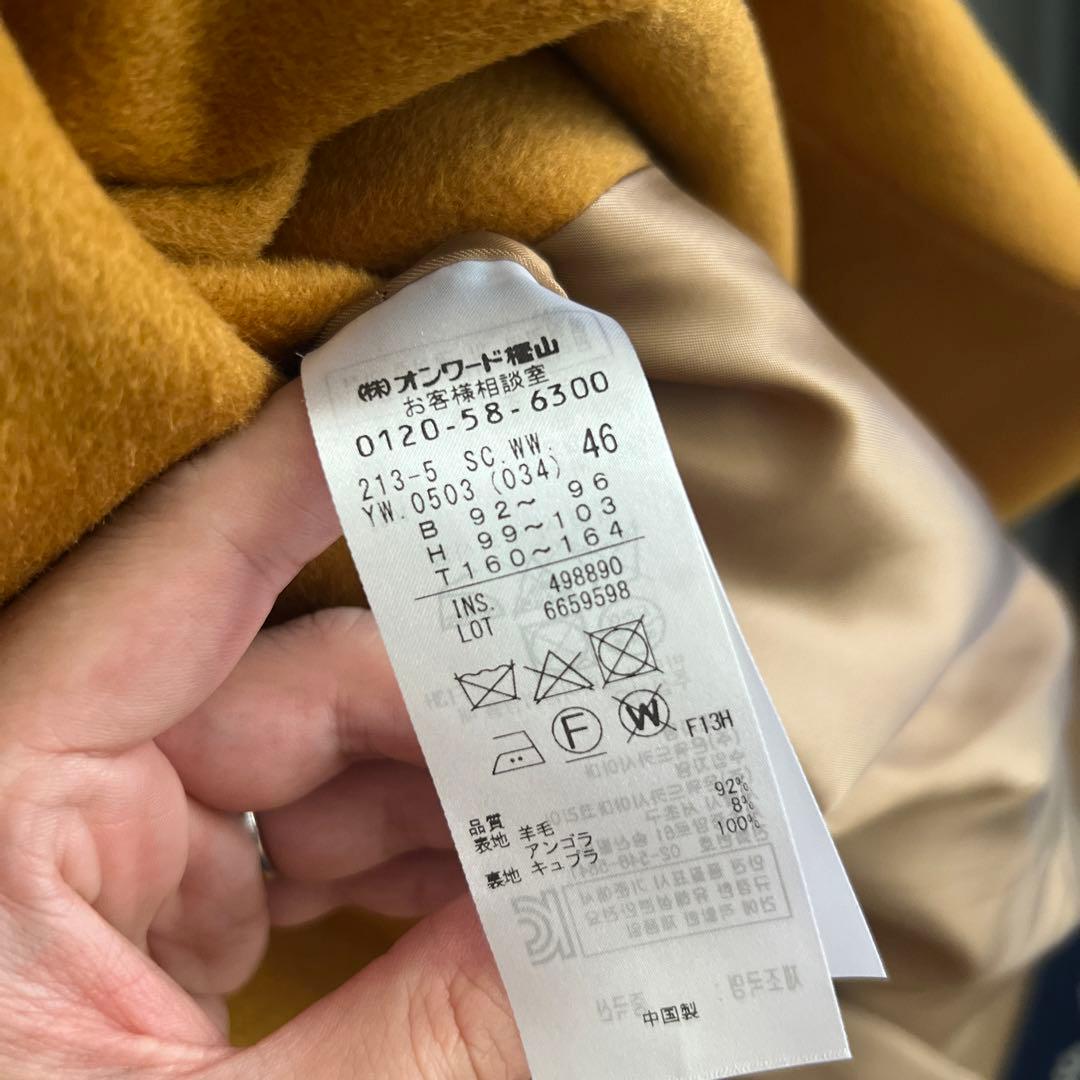 (株)オンワード樫山
お客様相談室
0120-58-6300
213-5 SC.WW. 46
YW.0503 (034)
B 92〜 96
H 99〜103
T160〜164
INS. 498890
LOT 6659598
F W F13H
品質
表地 羊毛 92%
アンゴラ 8%
裏地 キュプラ 100%
中国製